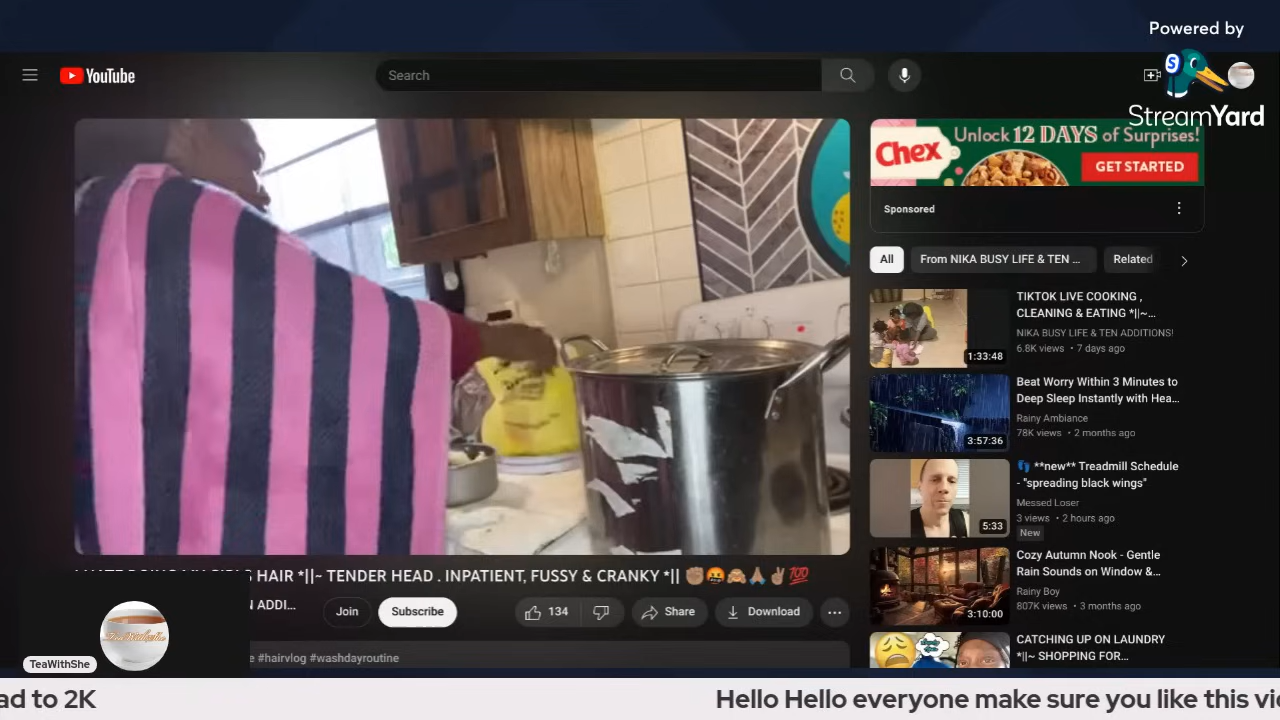 Powered by
StreamYard
YouTube
Search
Chex
Unlock 12 DAYS of Surprises!
GET STARTED
Sponsored
All
From NIKA BUSY LIFE & TEN ...
Related
TIKTOK LIVE COOKING ,
CLEANING & EATING *||~...
NIKA BUSY LIFE & TEN ADDITIONS!
6.8K views • 7 days ago
1:33:48
Beat Worry Within 3 Minutes to
Deep Sleep Instantly with Hea...
Rainy Ambiance
78K views • 2 months ago
3:57:36
👣 **new** Treadmill Schedule
- "spreading black wings"
Messed Loser
3 views • 2 hours ago
New
5:33
Cozy Autumn Nook - Gentle
Rain Sounds on Window &...
Rainy Boy
807K views • 3 months ago
3:10:00
CATCHING UP ON LAUNDRY
*||~ SHOPPING FOR...
HAIR *||~ TENDER HEAD . INPATIENT, FUSSY & CRANKY *|| ✊🏽🤬🙈🙏🏽✌🏽💯
N ADDI...
Join
Subscribe
134
Share
Download
e #hairvlog #washdayroutine
TeaWithShe
TeaWithShe
ad to 2K
Hello Hello everyone make sure you like this vi